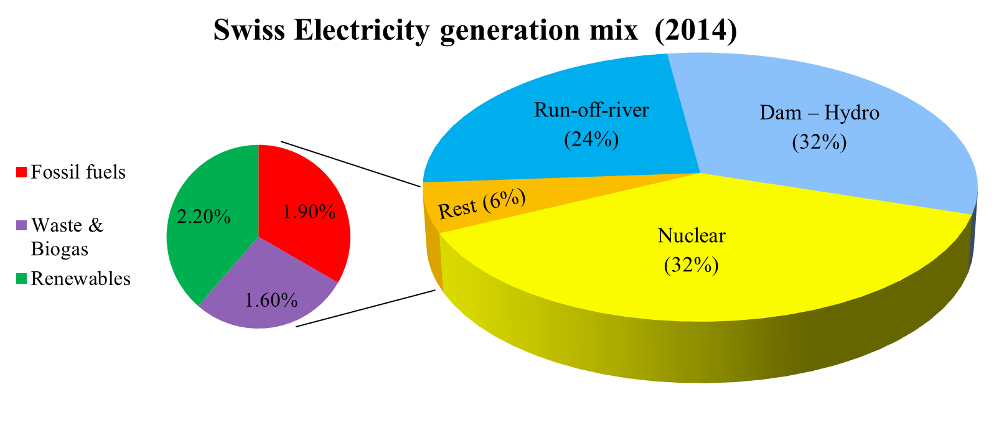 Swiss Electricity generation mix (2014)
Run-off-river
(24%)
Dam – Hydro
(32%)
Rest (6%)
Nuclear
(32%)
Fossil fuels
Waste &
Biogas
Renewables
2.20%
1.90%
1.60%